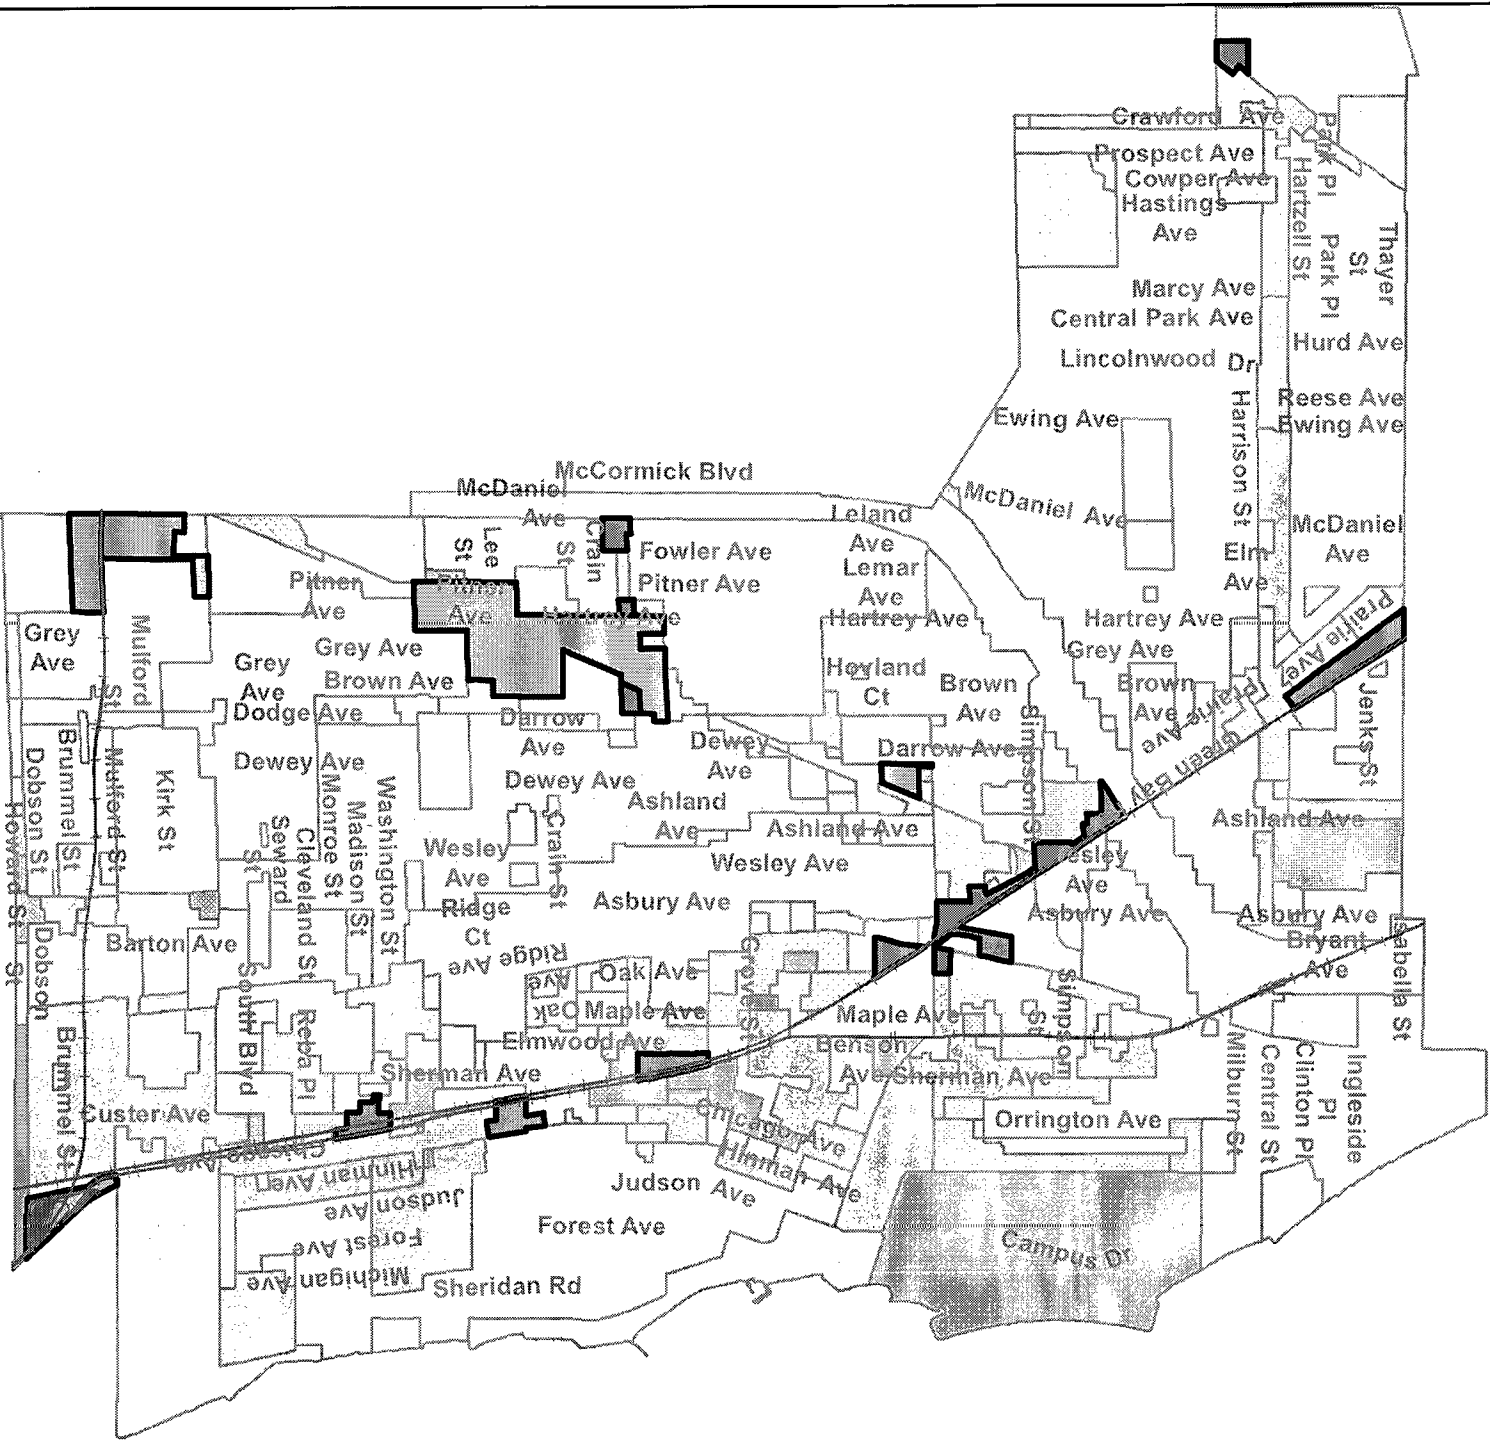 Crawford Ave
Prospect Ave
Cowper Ave
Hastings
Ave
Park Pl
Hartzell St
Park Pl
Thayer
St
Marcy Ave
Central Park Ave
Lincolnwood Dr
Hurd Ave
Harrison St
Reese Ave
Ewing Ave
Ewing Ave
McCormick Blvd
McDaniel
Ave
McDaniel Ave
Leland
Ave
McDaniel
Ave
Elm
Ave
Lee
St
Crain
St
Fowler Ave
Pitner Ave
Lemar
Ave
Pitner
Ave
Pitner
Ave
Hartrey Ave
Hartrey Ave
Hartrey Ave
Prairie Ave
Grey
Ave
Mulford
St
Grey
Ave
Grey Ave
Brown Ave
Grey Ave
Hovland
Ct
Brown
Ave
Brown
Ave
Prairie Ave
Jenks St
Dodge Ave
Darrow
Ave
Dewey
Ave
Darrow Ave
Simpson St
Green Bay
Howard St
Dobson St
Brummel St
Mulford St
Kirk St
Dewey Ave
Dewey Ave
Seward
St
Cleveland St
Monroe St
Madison St
Washington St
Ashland
Ave
Ashland Ave
Ashland Ave
Wesley
Ave
Crain St
Wesley Ave
Wesley
Ave
Ridge
Ct
Asbury Ave
Asbury Ave
Asbury Ave
Bryant
Ave
Isabella St
St
Dobson
Barton Ave
Ridge Ave
Oak
Ave
Oak Ave
Grove St
Maple Ave
Maple Ave
Simpson
St
South Blvd
Reba Pl
Elmwood Ave
Benson
Ave
Brummel St
Sherman Ave
Sherman Ave
Milburn St
Central St
Clinton Pl
Ingleside
Pl
Custer Ave
Chicago Ave
Chicago Ave
Orrington Ave
Hinman Ave
Hinman Ave
Judson Ave
Judson Ave
Forest Ave
Forest Ave
Michigan Ave
Sheridan Rd
Campus Dr